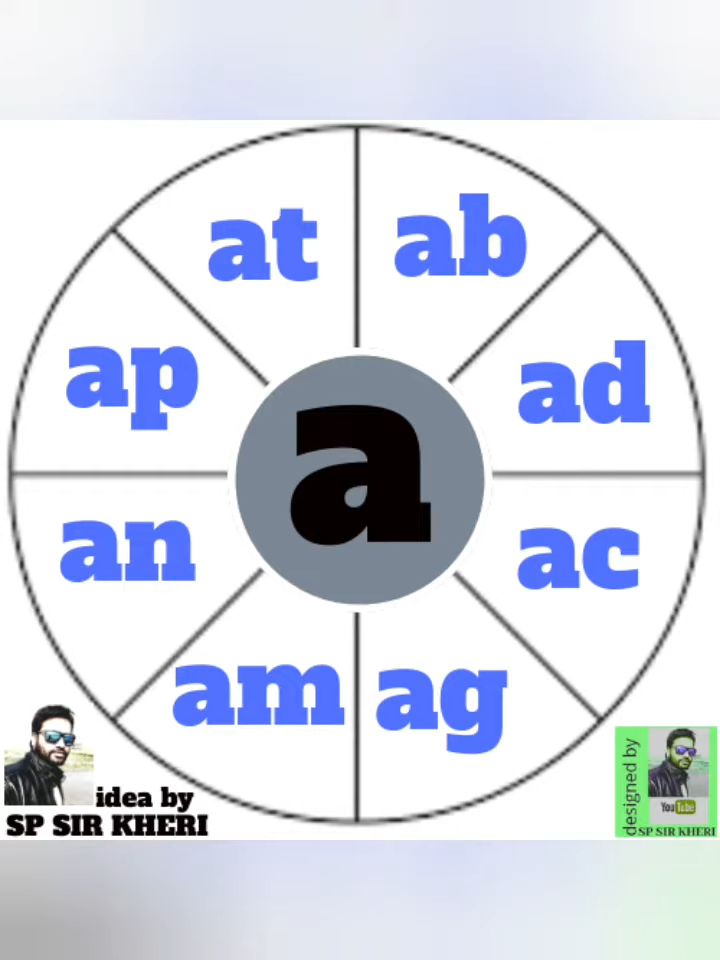 at
ab
ap
ad
a
an
ac
am
ag
idea by
SP SIR KHERI
designed by
YouTube
SP SIR KHERI